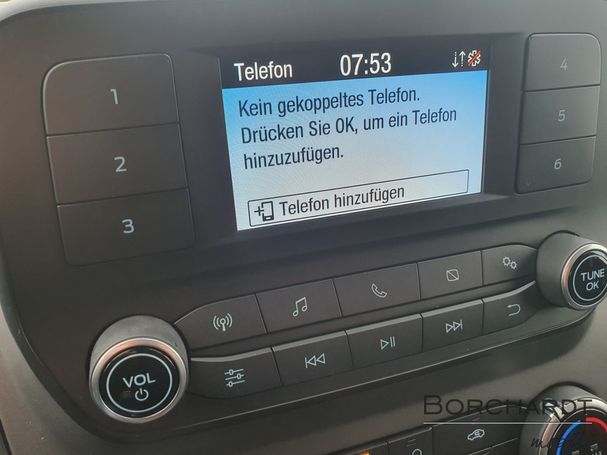 Telefon 07:53
Kein gekoppeltes Telefon.
Drücken Sie OK, um ein Telefon
hinzuzufügen.
Telefon hinzufügen
1
2
3
4
5
6
TUNE
OK
VOL
BORCHARDT